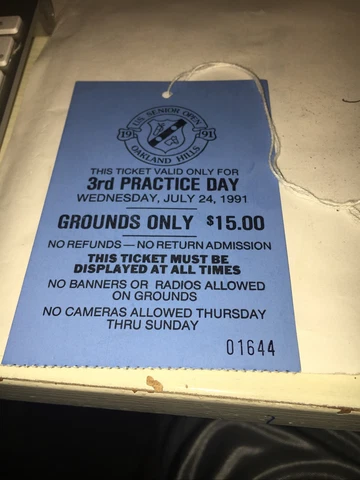 U.S. SENIOR OPEN
19 91
OAKLAND HILLS
THIS TICKET VALID ONLY FOR
3rd PRACTICE DAY
WEDNESDAY, JULY 24, 1991
GROUNDS ONLY $15.00
NO REFUNDS — NO RETURN ADMISSION
THIS TICKET MUST BE
DISPLAYED AT ALL TIMES
NO BANNERS OR RADIOS ALLOWED
ON GROUNDS
NO CAMERAS ALLOWED THURSDAY
THRU SUNDAY
01644